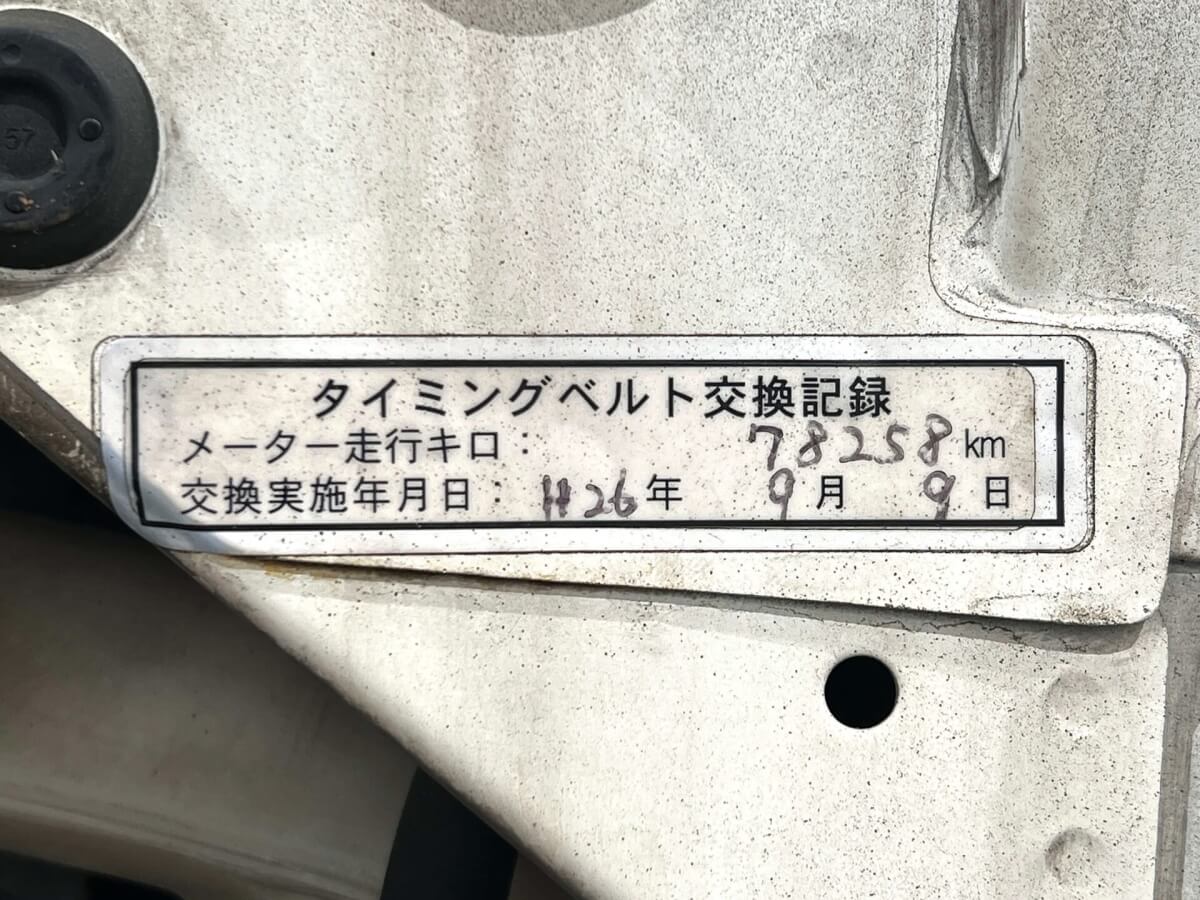 57
タイミングベルト交換記録
メーター走行キロ： 78258 km
交換実施年月日： H26年 9月 9日